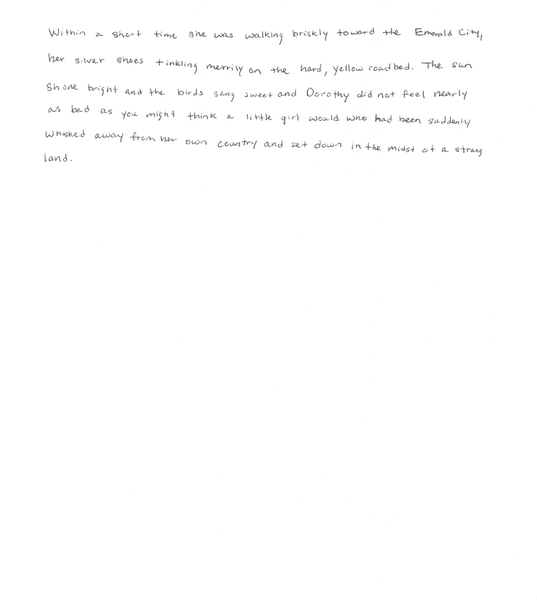 Within a short time she was walking briskly toward the Emerald City,
her silver shoes tinkling merrily on the hard, yellow roadbed. The sun
shone bright and the birds sang sweet and Dorothy did not feel nearly
as bad as you might think a little girl would who had been suddenly
whisked away from her own country and set down in the midst of a strang
land.